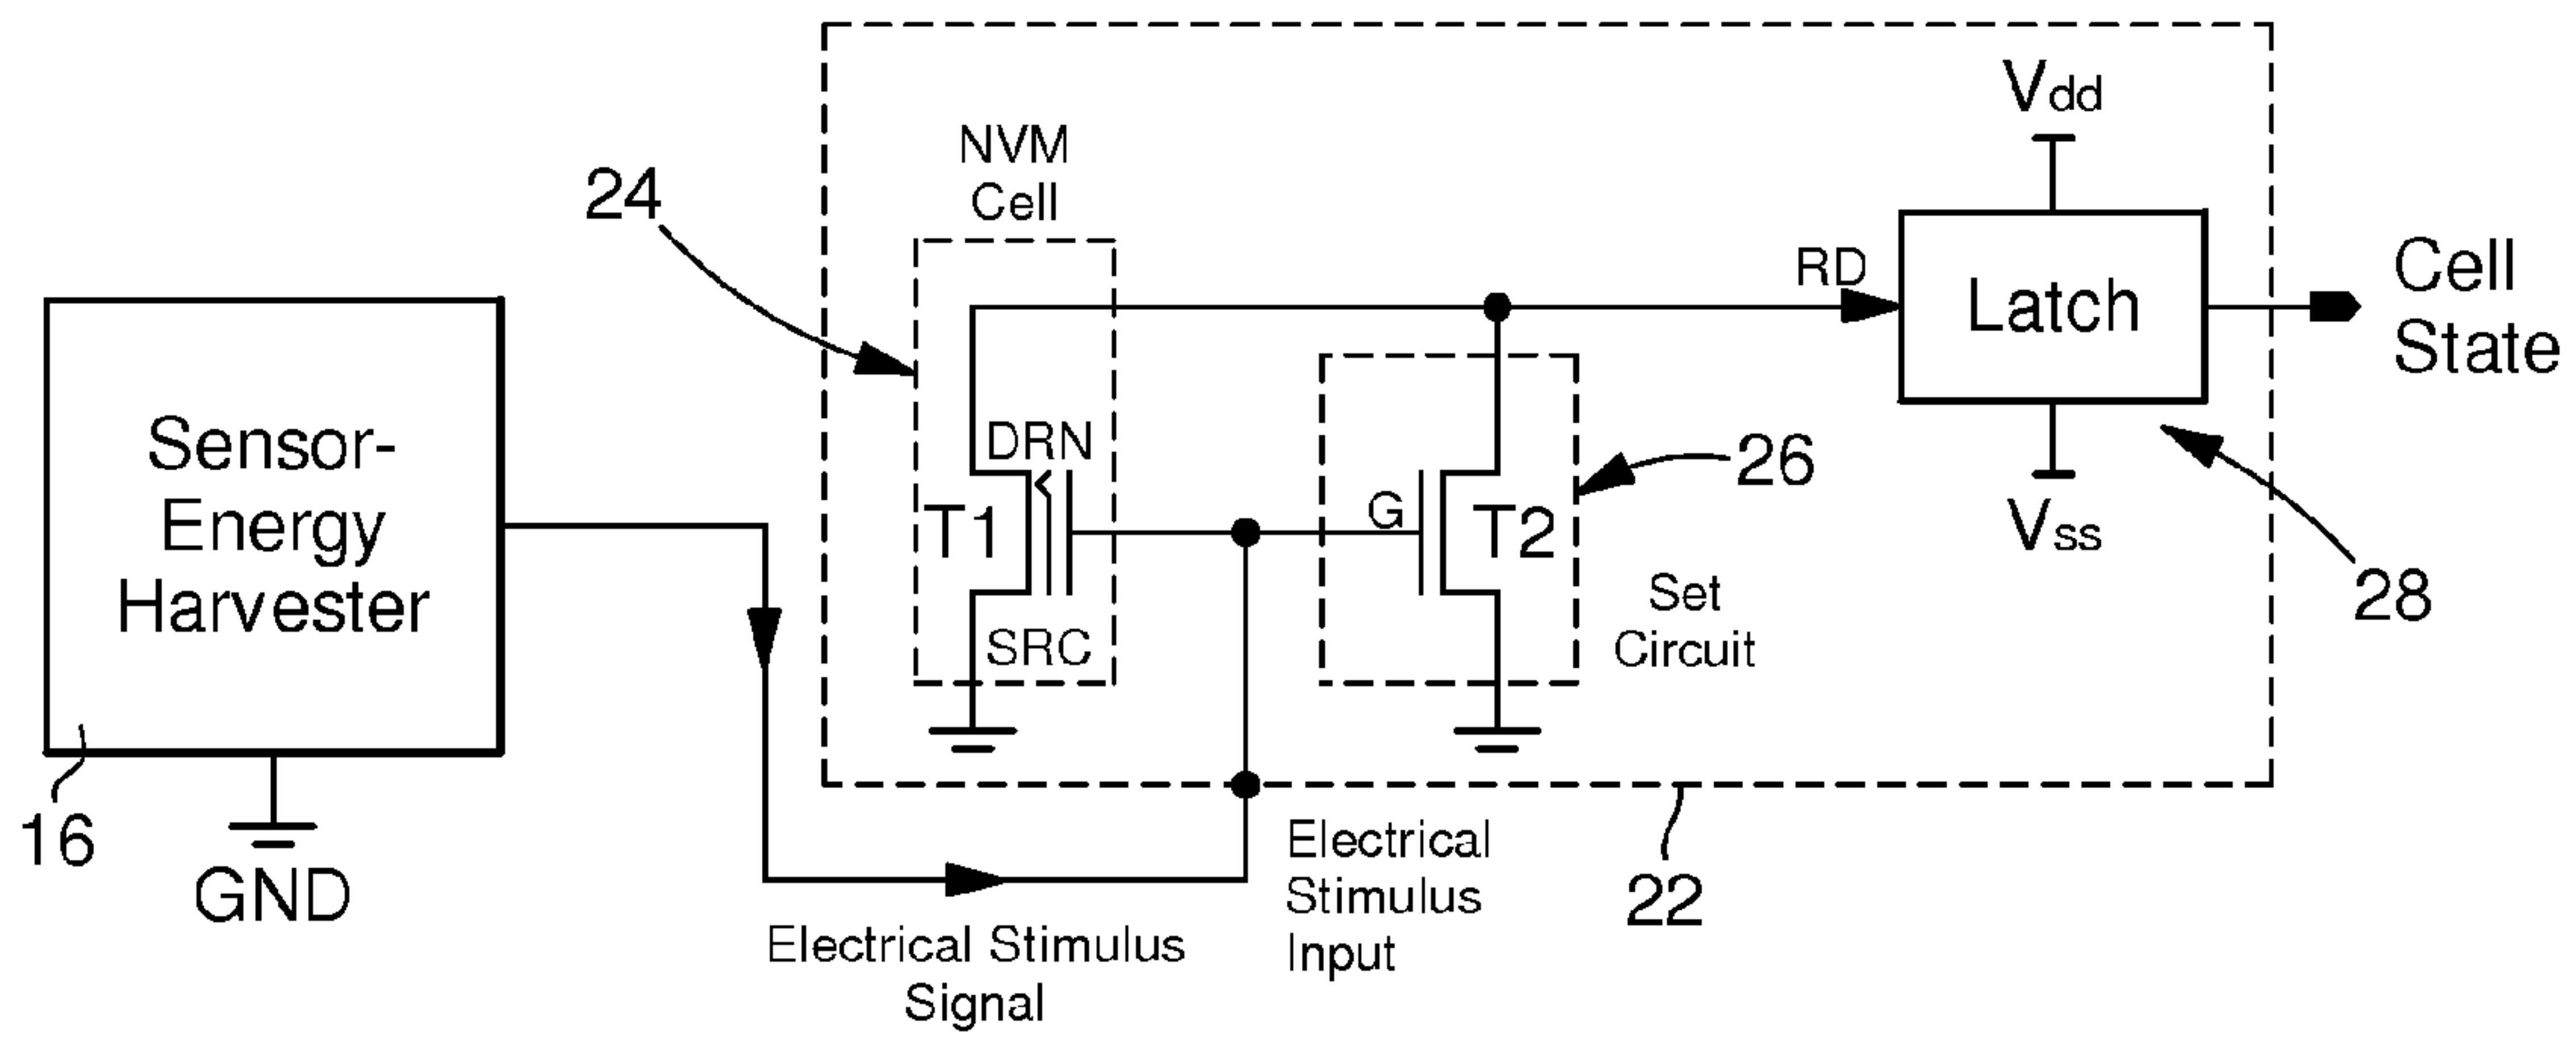 Vdd
NVM
Cell
24
RD
Latch
Cell
State
Sensor-
Energy
Harvester
DRN
T1
SRC
G
T2
26
Set
Circuit
Vss
28
16
GND
Electrical
Stimulus
Input
22
Electrical Stimulus
Signal